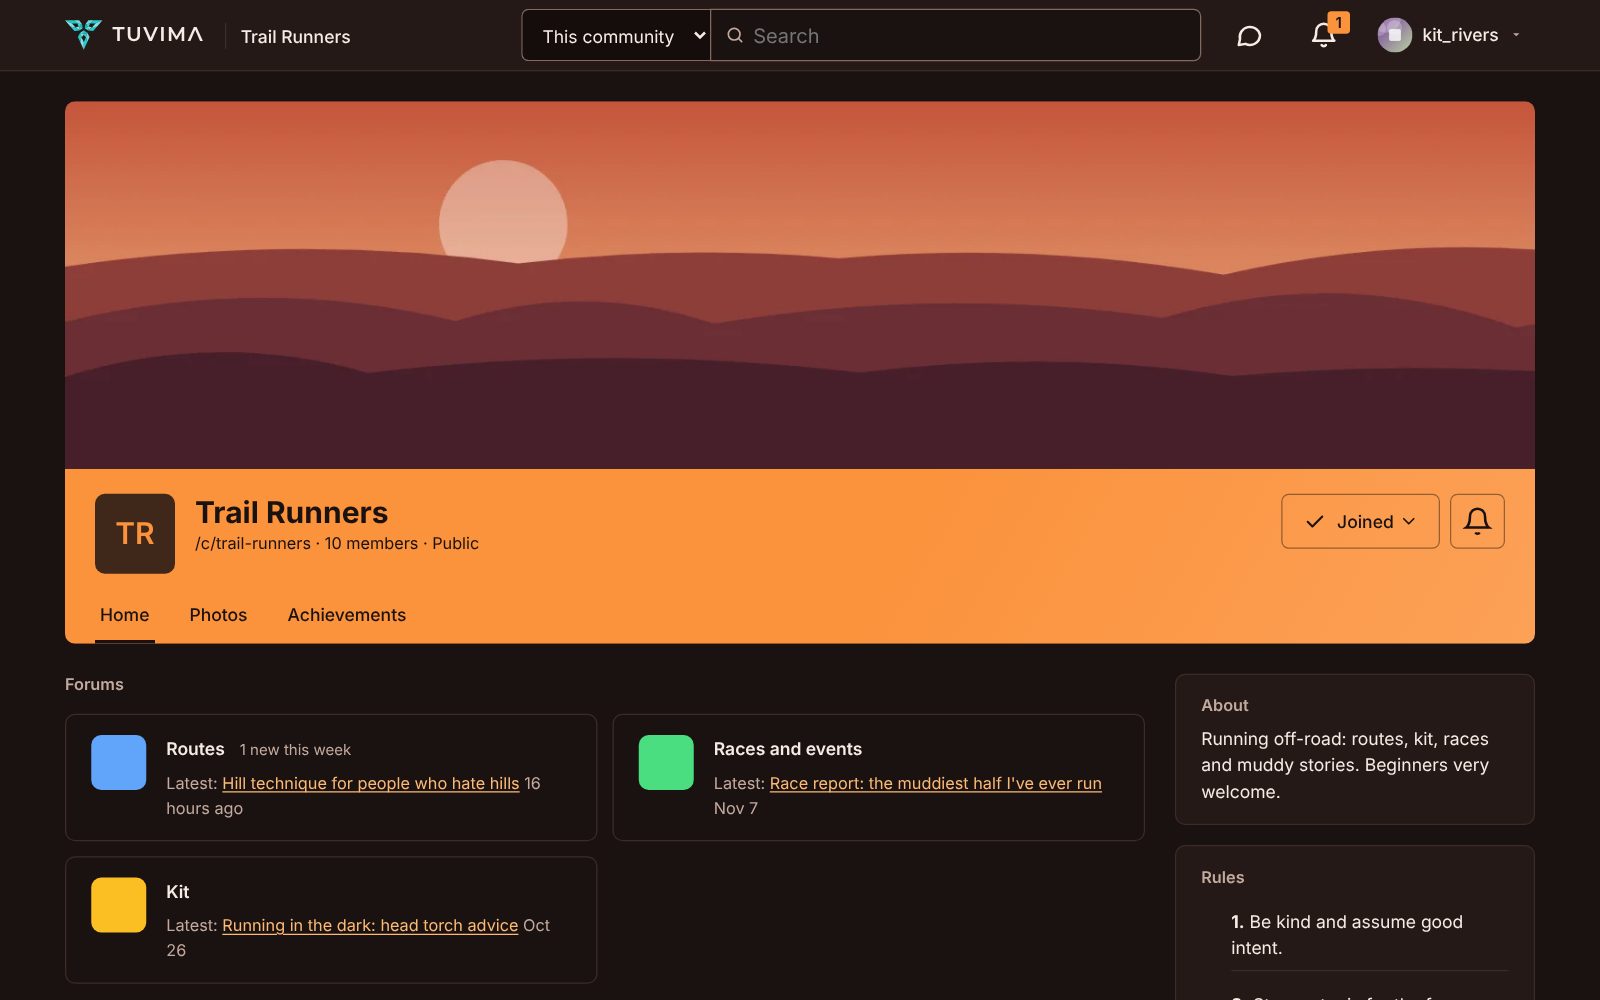 TUVIMA
Trail Runners
This community
Search
1
kit_rivers
TR
Trail Runners
/c/trail-runners · 10 members · Public
Joined
Home
Photos
Achievements
Forums
Routes 1 new this week
Latest: Hill technique for people who hate hills 16
hours ago
Races and events
Latest: Race report: the muddiest half I've ever run
Nov 7
Kit
Latest: Running in the dark: head torch advice Oct
26
About
Running off-road: routes, kit, races
and muddy stories. Beginners very
welcome.
Rules
1. Be kind and assume good
intent.